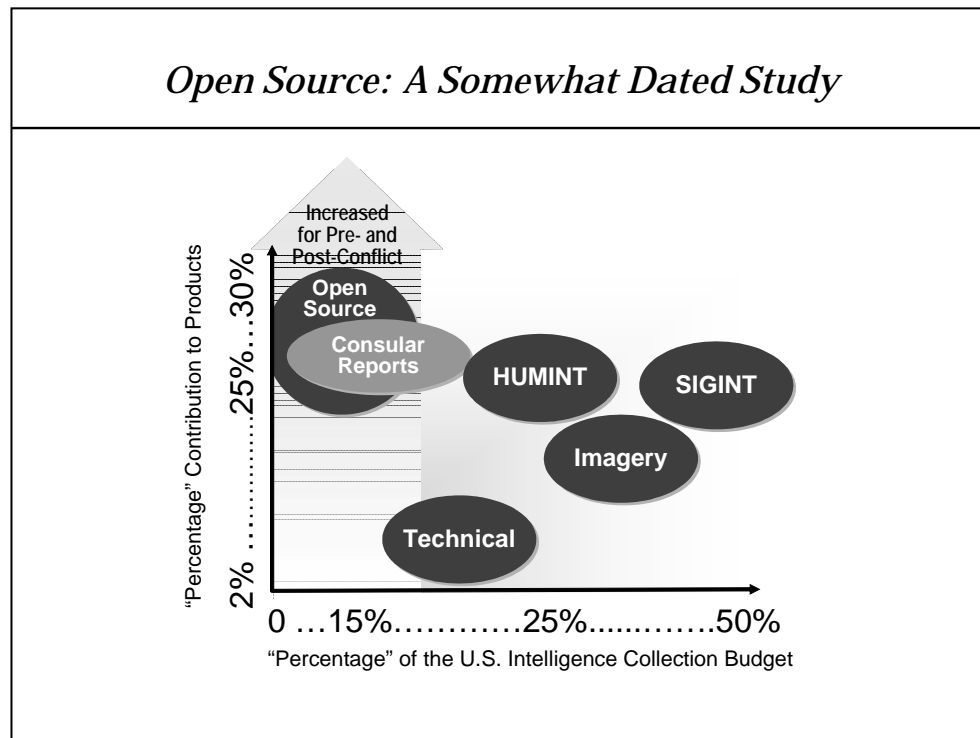 Open Source: A Somewhat Dated Study
Increased
for Pre- and
Post-Conflict
Open
Source
Consular
Reports
HUMINT
SIGINT
Imagery
Technical
"Percentage" Contribution to Products
2% …………….25%….30%
0 …15%…………..25%.......…….50%
"Percentage" of the U.S. Intelligence Collection Budget